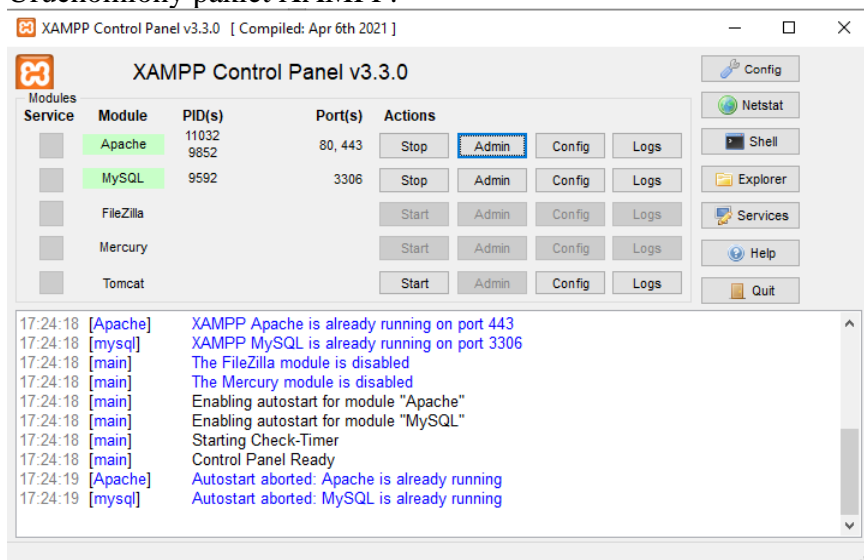 Uruchomiony pakiet XAMPP:
XAMPP Control Panel v3.3.0 [ Compiled: Apr 6th 2021 ]
XAMPP Control Panel v3.3.0
Config
Modules
Service Module PID(s) Port(s) Actions
Netstat
Apache 11032 9852 80, 443 Stop Admin Config Logs
Shell
MySQL 9592 3306 Stop Admin Config Logs
Explorer
FileZilla Start Admin Config Logs
Services
Mercury Start Admin Config Logs
Help
Tomcat Start Admin Config Logs
Quit
17:24:18 [Apache] XAMPP Apache is already running on port 443
17:24:18 [mysql] XAMPP MySQL is already running on port 3306
17:24:18 [main] The FileZilla module is disabled
17:24:18 [main] The Mercury module is disabled
17:24:18 [main] Enabling autostart for module "Apache"
17:24:18 [main] Enabling autostart for module "MySQL"
17:24:18 [main] Starting Check-Timer
17:24:18 [main] Control Panel Ready
17:24:19 [Apache] Autostart aborted: Apache is already running
17:24:19 [mysql] Autostart aborted: MySQL is already running